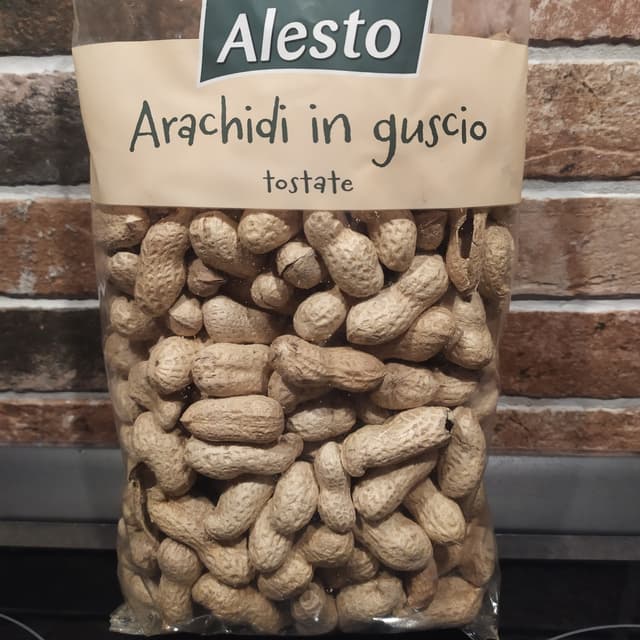 Alesto
Arachidi in guscio
tostate